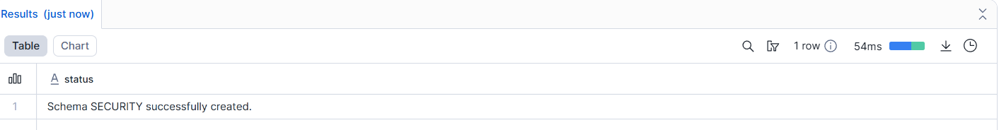 Results (just now)
Table Chart 1 row 54ms
A status
1 Schema SECURITY successfully created.